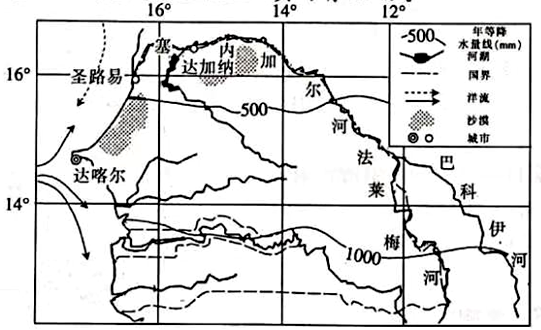 16° 14° 12°
500
年等降
水量线(mm)
河湖
国界
洋流
沙漠
城市
塞
内
加
尔
河
达加纳
圣路易
16°
500
达喀尔
14°
法
莱
梅
河
巴
科
伊
河
1000